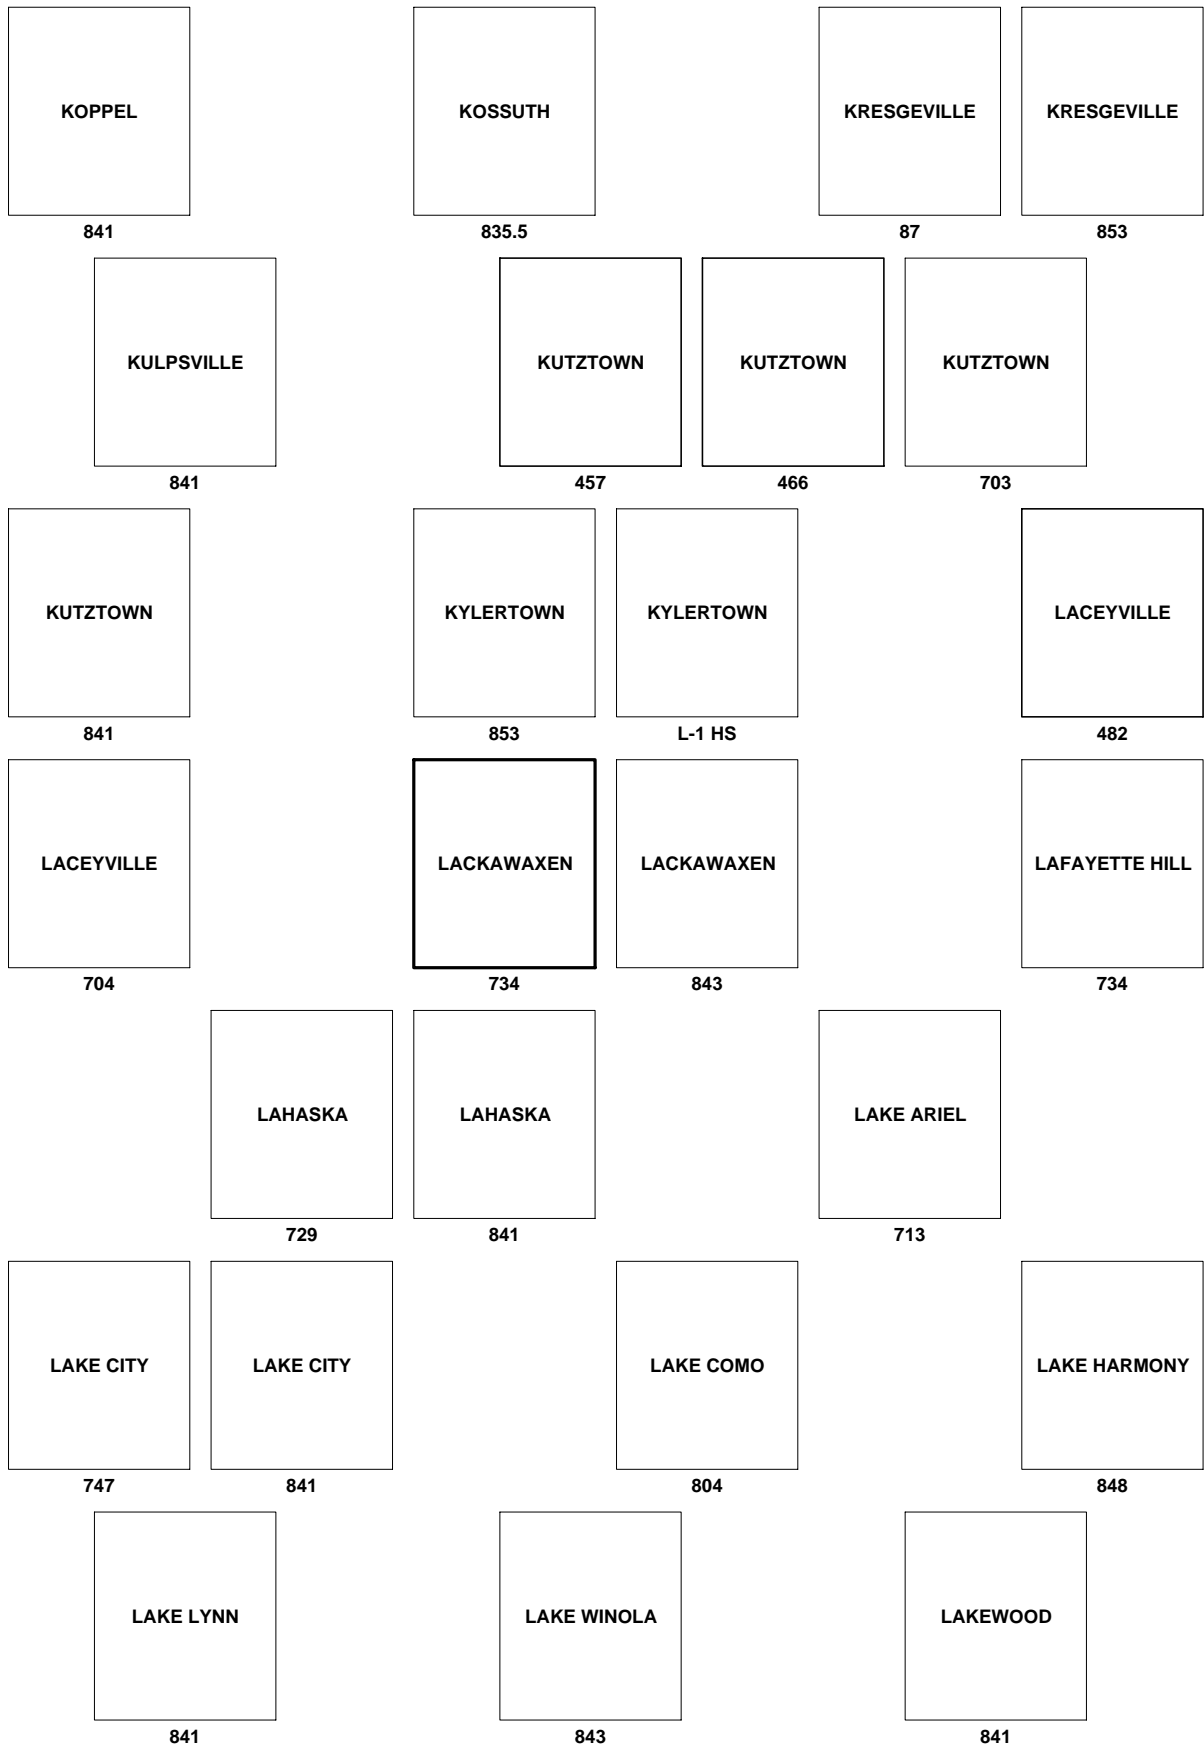 KOPPEL KOSSUTH KRESGEVILLE KRESGEVILLE
841 835.5 87 853
KULPSVILLE KUTZTOWN KUTZTOWN KUTZTOWN
841 457 466 703
KUTZTOWN KYLERTOWN KYLERTOWN LACEYVILLE
841 853 L-1 HS 482
LACEYVILLE LACKAWAXEN LACKAWAXEN LAFAYETTE HILL
704 734 843 734
LAHASKA LAHASKA LAKE ARIEL
729 841 713
LAKE CITY LAKE CITY LAKE COMO LAKE HARMONY
747 841 804 848
LAKE LYNN LAKE WINOLA LAKEWOOD
841 843 841